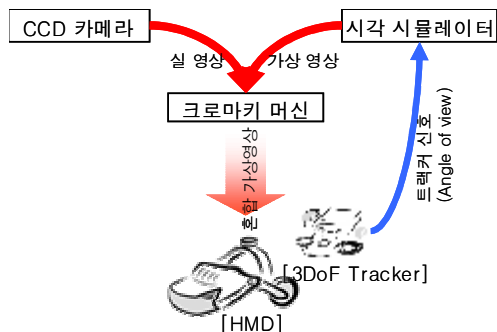 CCD 카메라
시각 시뮬레이터
실 영상
가상 영상
크로마키 머신
혼합 가상영상
트랙커 신호
(Angle of view)
[3DoF Tracker]
[HMD]